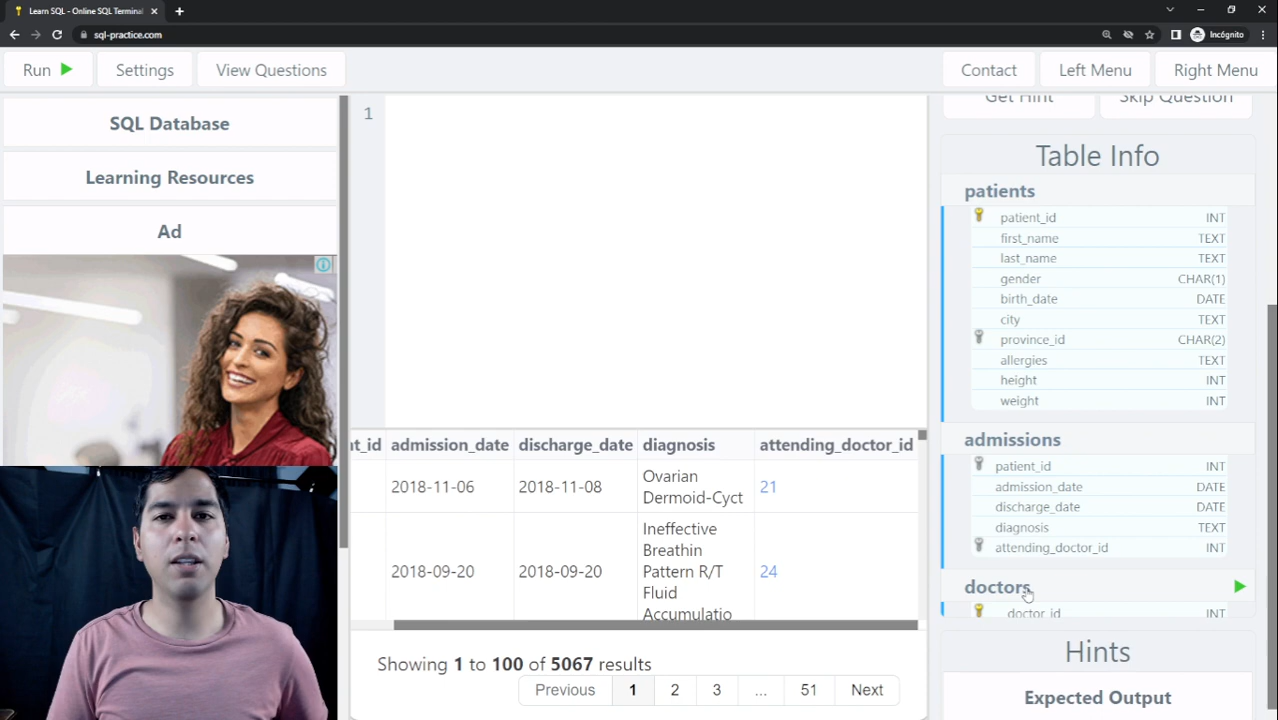 Learn SQL - Online SQL Terminal
sql-practice.com
Incógnito
Run
Settings
View Questions
Contact
Left Menu
Right Menu
SQL Database
Learning Resources
Ad
1
Get Hint
Skip Question
Table Info
patients
patient_id INT
first_name TEXT
last_name TEXT
gender CHAR(1)
birth_date DATE
city TEXT
province_id CHAR(2)
allergies TEXT
height INT
weight INT
admissions
patient_id INT
admission_date DATE
discharge_date DATE
diagnosis TEXT
attending_doctor_id INT
doctors
doctor_id INT
Hints
Expected Output
nt_id admission_date discharge_date diagnosis attending_doctor_id
2018-11-06 2018-11-08 Ovarian Dermoid-Cyct 21
2018-09-20 2018-09-20 Ineffective Breathin Pattern R/T Fluid Accumulatio 24
Showing 1 to 100 of 5067 results
Previous 1 2 3 ... 51 Next